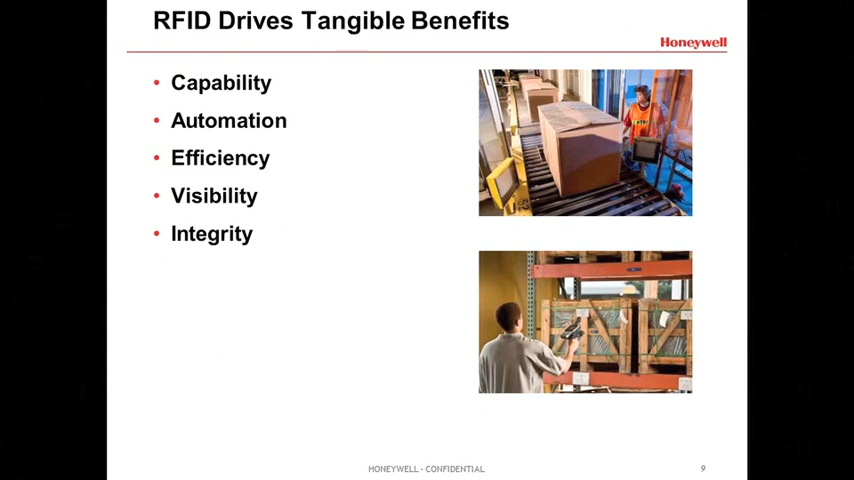 RFID Drives Tangible Benefits
Honeywell
• Capability
• Automation
• Efficiency
• Visibility
• Integrity
HONEYWELL - CONFIDENTIAL
9